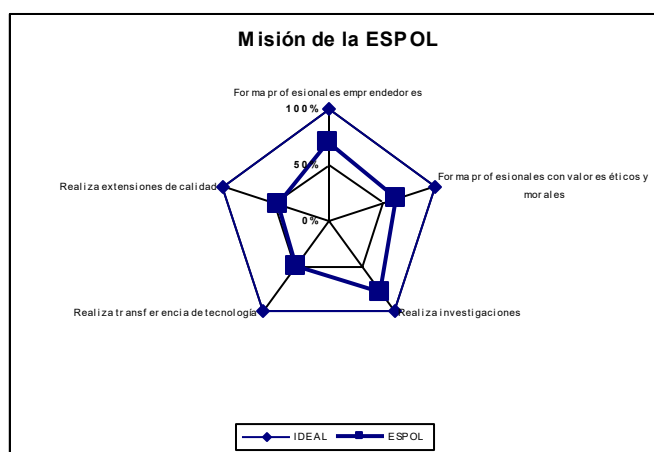 Misión de la ESPOL
Forma profesionales emprendedores
100%
50%
Forma profesionales con valores éticos y
morales
Realiza extensiones de calidad
0%
Realiza transferencia de tecnología
Realiza investigaciones
IDEAL
ESPOL